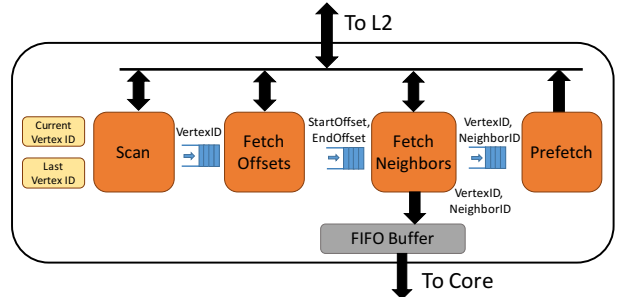 To L2
Current
Vertex ID
Last
Vertex ID
Scan
VertexID
Fetch
Offsets
StartOffset,
EndOffset
Fetch
Neighbors
VertexID,
NeighborID
Prefetch
VertexID,
NeighborID
FIFO Buffer
To Core